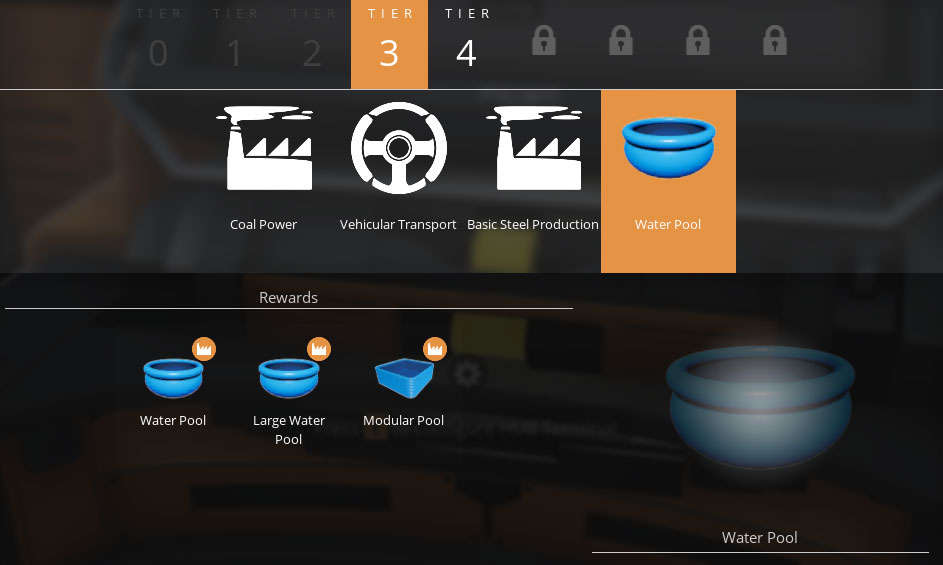 TIER TIER TIER TIER TIER
0 1 2 3 4
Coal Power Vehicular Transport Basic Steel Production Water Pool
Rewards
Water Pool Large Water Pool Modular Pool
Water Pool